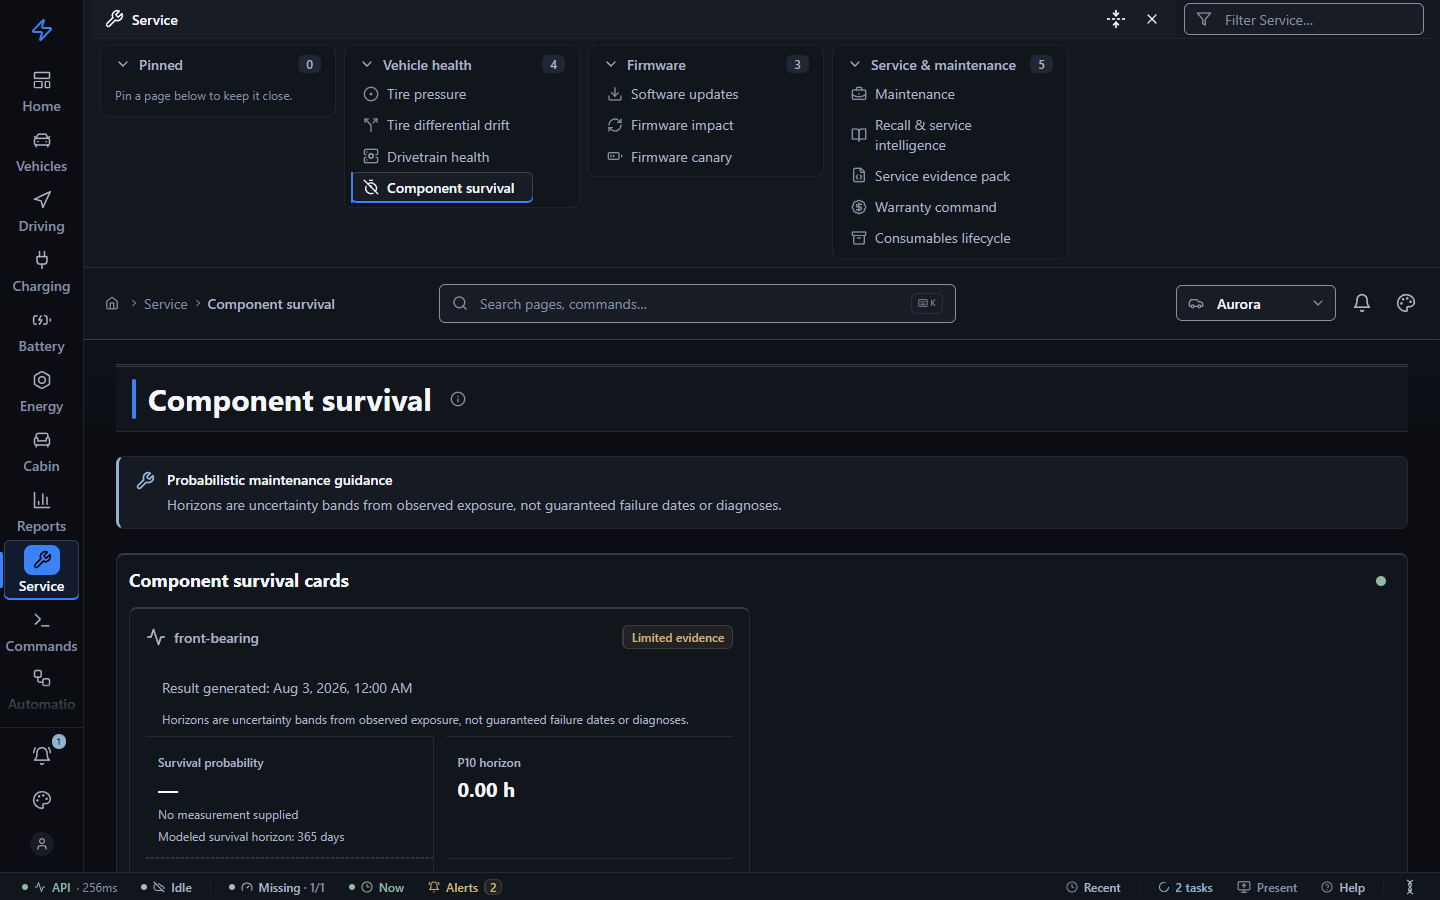 Service
Filter Service...
Pinned 0
Pin a page below to keep it close.
Vehicle health 4
Tire pressure
Tire differential drift
Drivetrain health
Component survival
Firmware 3
Software updates
Firmware impact
Firmware canary
Service & maintenance 5
Maintenance
Recall & service
intelligence
Service evidence pack
Warranty command
Consumables lifecycle
Home
Vehicles
Driving
Charging
Battery
Energy
Cabin
Reports
Service
Commands
Automatio
1
Service
Component survival
Search pages, commands...
K
Aurora
Component survival
Probabilistic maintenance guidance
Horizons are uncertainty bands from observed exposure, not guaranteed failure dates or diagnoses.
Component survival cards
front-bearing
Limited evidence
Result generated: Aug 3, 2026, 12:00 AM
Horizons are uncertainty bands from observed exposure, not guaranteed failure dates or diagnoses.
Survival probability
—
No measurement supplied
Modeled survival horizon: 365 days
P10 horizon
0.00 h
API · 256ms
Idle
Missing · 1/1
Now
Alerts 2
Recent
2 tasks
Present
Help